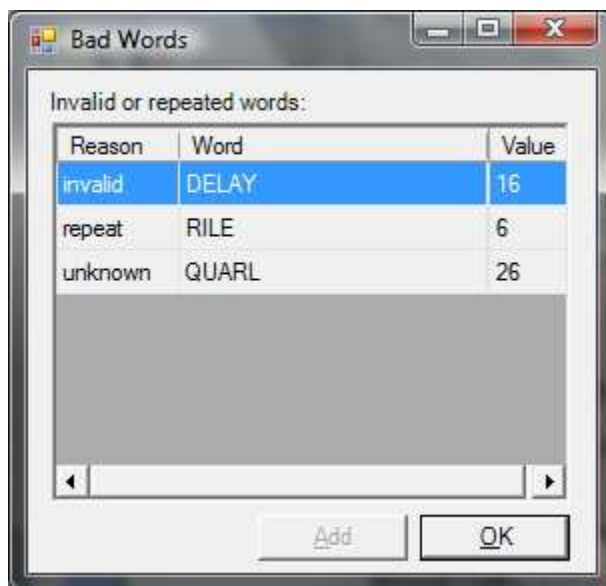 Bad Words
Invalid or repeated words:
Reason Word Value
invalid DELAY 16
repeat RILE 6
unknown QUARL 26
Add OK